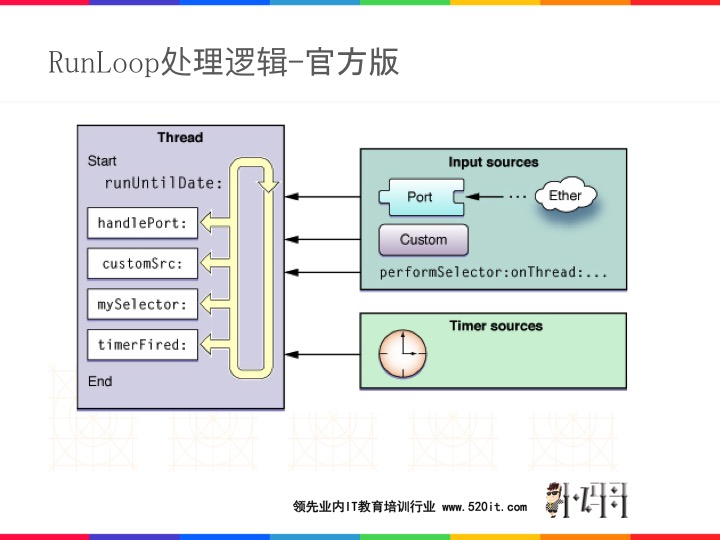 RunLoop处理逻辑-官方版
Thread
Start
runUntilDate:
handlePort:
customSrc:
mySelector:
timerFired:
End
Input sources
Port
...
Ether
Custom
performSelector:onThread:...
Timer sources
领先业内IT教育培训行业 www.520it.com
小码哥